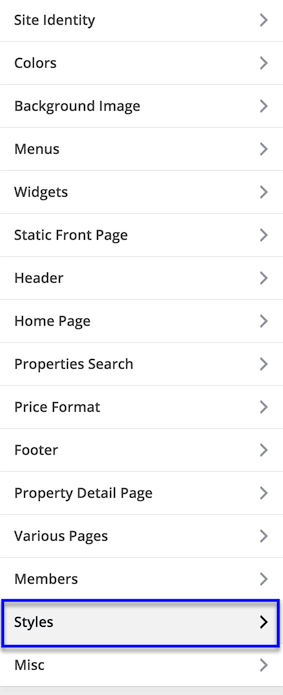 Site Identity
Colors
Background Image
Menus
Widgets
Static Front Page
Header
Home Page
Properties Search
Price Format
Footer
Property Detail Page
Various Pages
Members
Styles
Misc